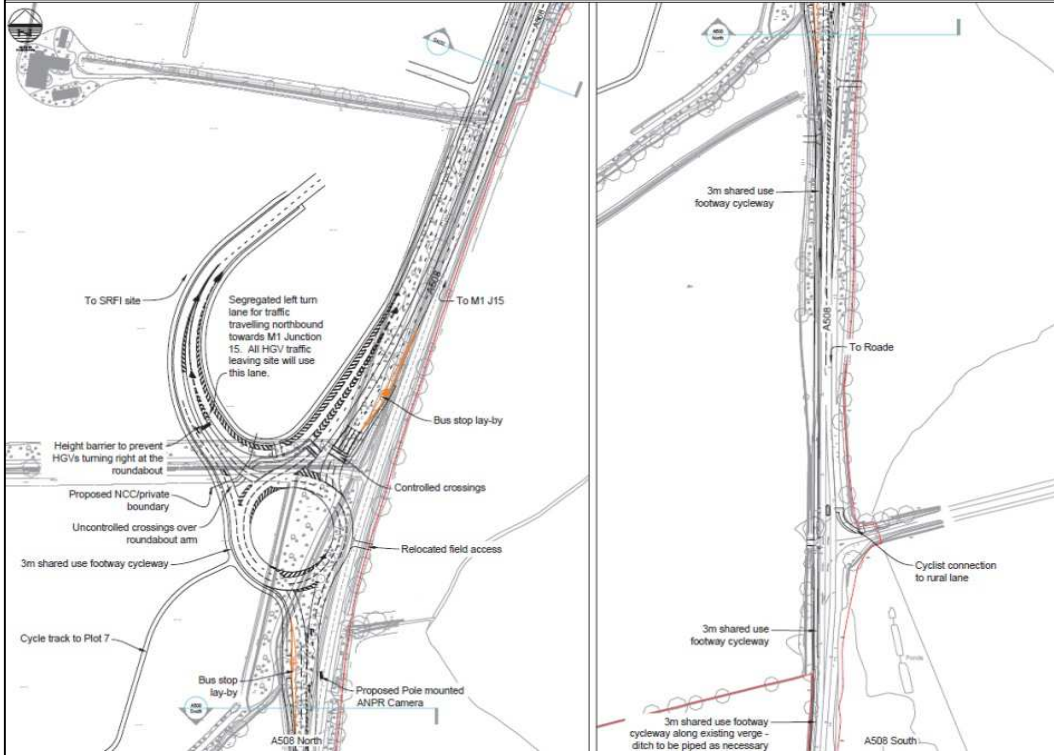 A508
To SRFI site
Segregated left turn
lane for traffic
travelling northbound
towards M1 Junction
15. All HGV traffic
leaving site will use
this lane.
A508
To M1 J15
Bus stop lay-by
Height barrier to prevent
HGVs turning right at the
roundabout
Controlled crossings
Proposed NCC/private
boundary
Uncontrolled crossings over
roundabout arm
3m shared use footway cycleway
Relocated field access
Cycle track to Plot 7
Bus stop
lay-by
Proposed Pole mounted
ANPR Camera
A508 North
3m shared use
footway cycleway
A508
To Roade
Cyclist connection
to rural lane
3m shared use
footway cycleway
Ponds
3m shared use footway
cycleway along existing verge -
ditch to be piped as necessary
A508 South